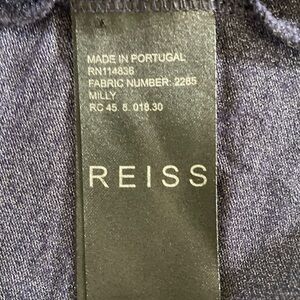 MADE IN PORTUGAL
RN114836
FABRIC NUMBER: 2285
MILLY
RC 45. 8. 018.30
REISS